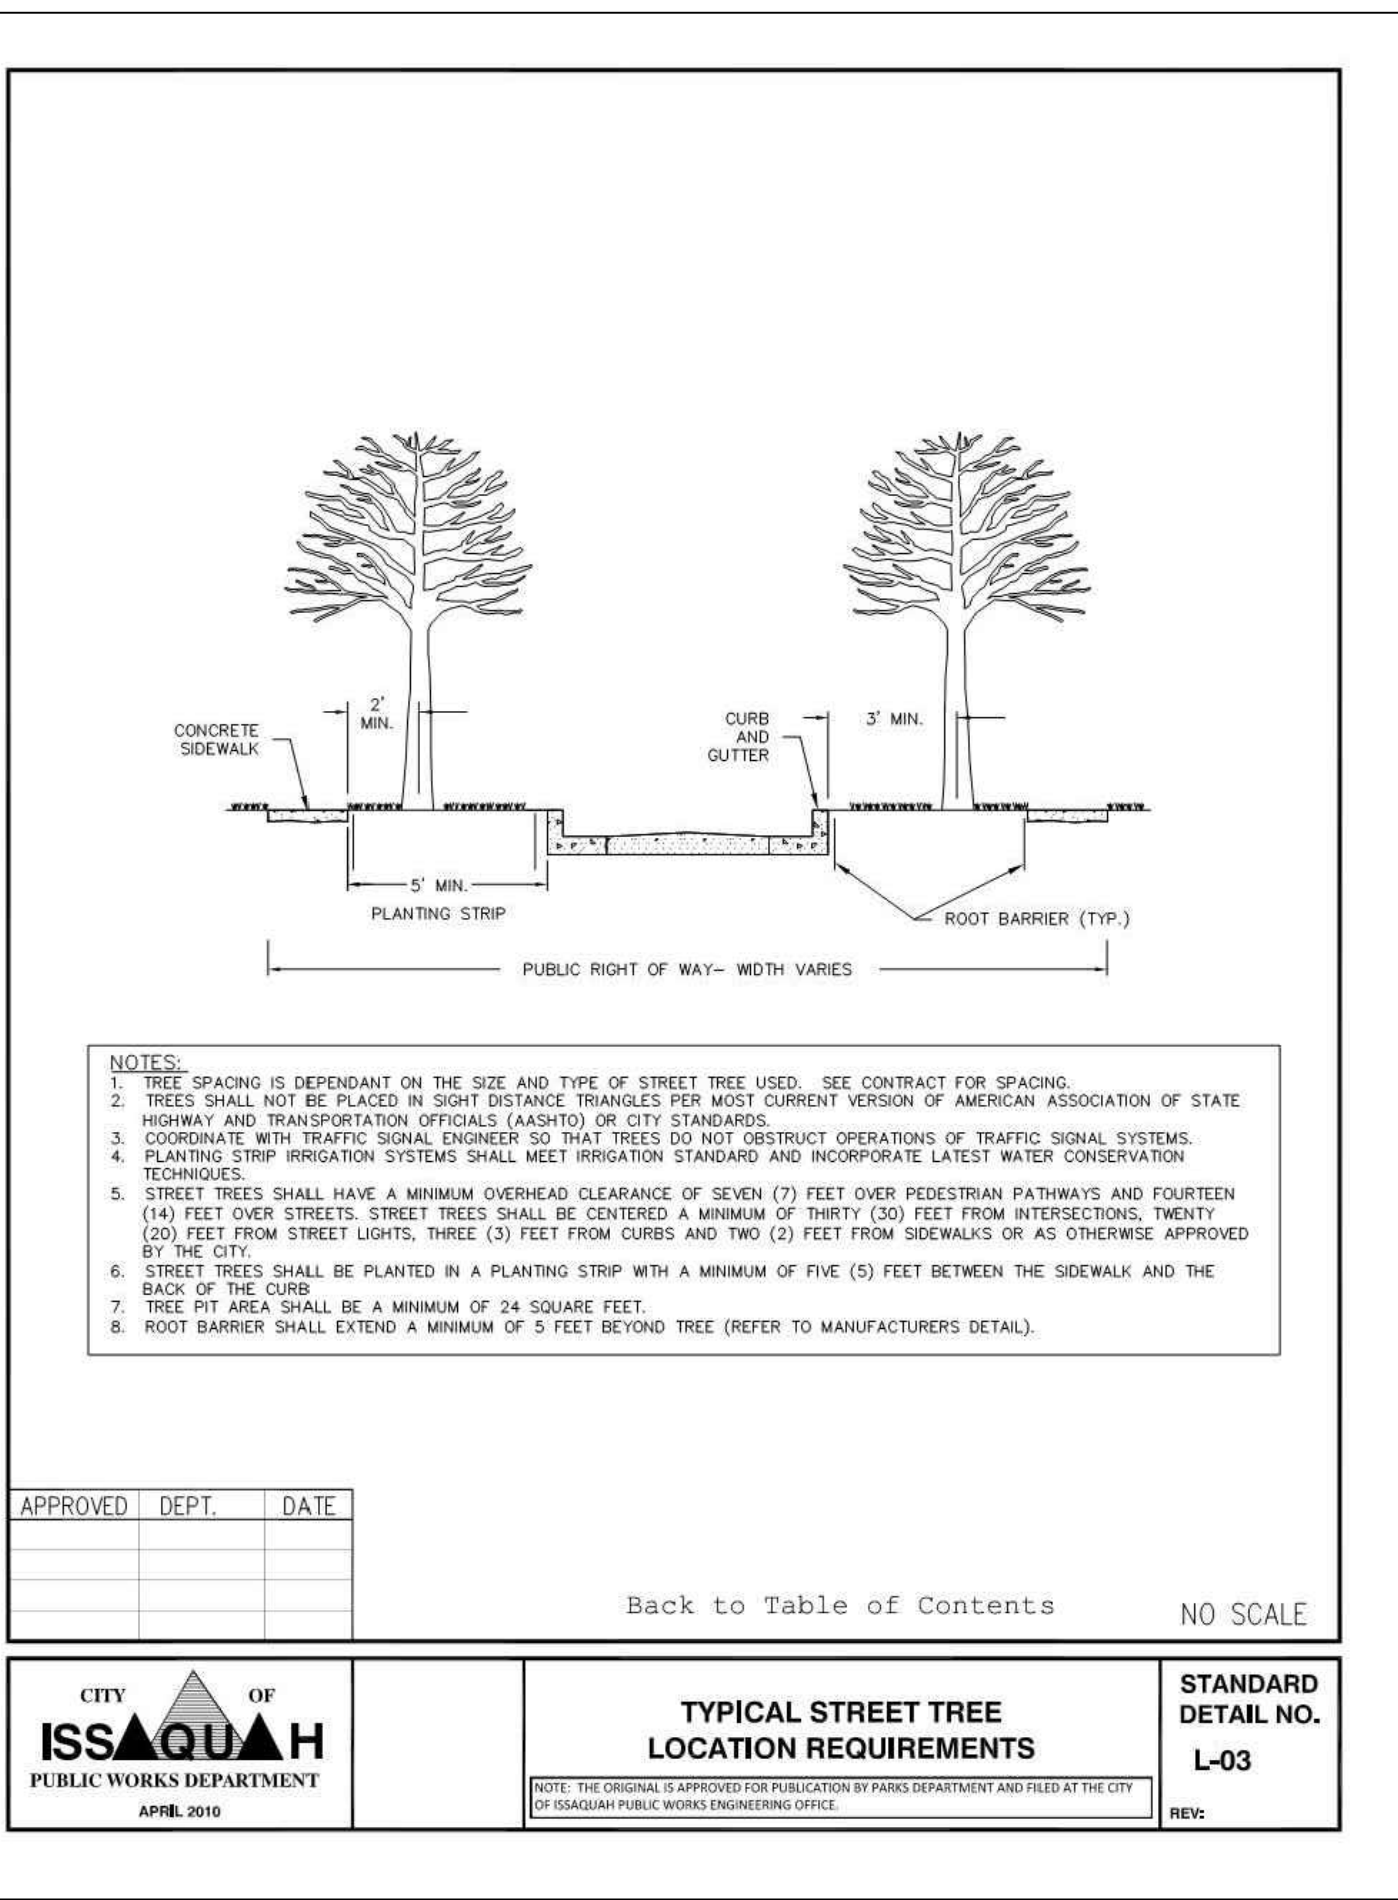 2'
MIN.
CONCRETE
SIDEWALK
CURB
AND
GUTTER
3' MIN.
5' MIN.
PLANTING STRIP
ROOT BARRIER (TYP.)
PUBLIC RIGHT OF WAY– WIDTH VARIES
NOTES:
1. TREE SPACING IS DEPENDANT ON THE SIZE AND TYPE OF STREET TREE USED. SEE CONTRACT FOR SPACING.
2. TREES SHALL NOT BE PLACED IN SIGHT DISTANCE TRIANGLES PER MOST CURRENT VERSION OF AMERICAN ASSOCIATION OF STATE
HIGHWAY AND TRANSPORTATION OFFICIALS (AASHTO) OR CITY STANDARDS.
3. COORDINATE WITH TRAFFIC SIGNAL ENGINEER SO THAT TREES DO NOT OBSTRUCT OPERATIONS OF TRAFFIC SIGNAL SYSTEMS.
4. PLANTING STRIP IRRIGATION SYSTEMS SHALL MEET IRRIGATION STANDARD AND INCORPORATE LATEST WATER CONSERVATION
TECHNIQUES.
5. STREET TREES SHALL HAVE A MINIMUM OVERHEAD CLEARANCE OF SEVEN (7) FEET OVER PEDESTRIAN PATHWAYS AND FOURTEEN
(14) FEET OVER STREETS. STREET TREES SHALL BE CENTERED A MINIMUM OF THIRTY (30) FEET FROM INTERSECTIONS, TWENTY
(20) FEET FROM STREET LIGHTS, THREE (3) FEET FROM CURBS AND TWO (2) FEET FROM SIDEWALKS OR AS OTHERWISE APPROVED
BY THE CITY.
6. STREET TREES SHALL BE PLANTED IN A PLANTING STRIP WITH A MINIMUM OF FIVE (5) FEET BETWEEN THE SIDEWALK AND THE
BACK OF THE CURB
7. TREE PIT AREA SHALL BE A MINIMUM OF 24 SQUARE FEET.
8. ROOT BARRIER SHALL EXTEND A MINIMUM OF 5 FEET BEYOND TREE (REFER TO MANUFACTURERS DETAIL).
APPROVED DEPT. DATE
Back to Table of Contents
NO SCALE
CITY OF
ISSAQUAH
PUBLIC WORKS DEPARTMENT
APRIL 2010
TYPICAL STREET TREE
LOCATION REQUIREMENTS
NOTE: THE ORIGINAL IS APPROVED FOR PUBLICATION BY PARKS DEPARTMENT AND FILED AT THE CITY
OF ISSAQUAH PUBLIC WORKS ENGINEERING OFFICE.
STANDARD
DETAIL NO.
L-03
REV: